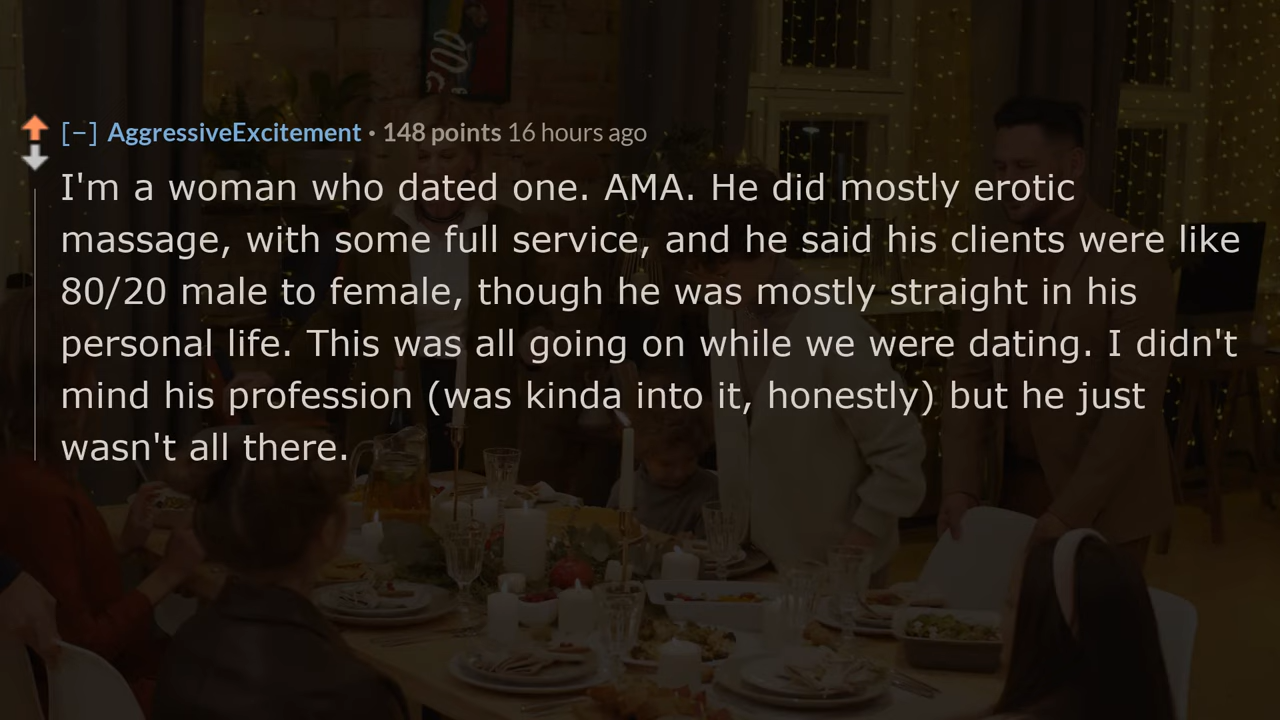 [−] AggressiveExcitement • 148 points 16 hours ago
I'm a woman who dated one. AMA. He did mostly erotic
massage, with some full service, and he said his clients were like
80/20 male to female, though he was mostly straight in his
personal life. This was all going on while we were dating. I didn't
mind his profession (was kinda into it, honestly) but he just
wasn't all there.